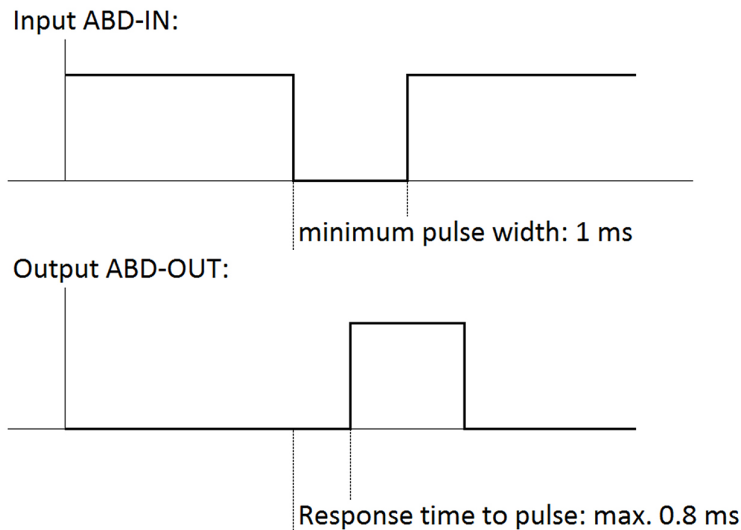 Input ABD-IN:
minimum pulse width: 1 ms
Output ABD-OUT:
Response time to pulse: max. 0.8 ms